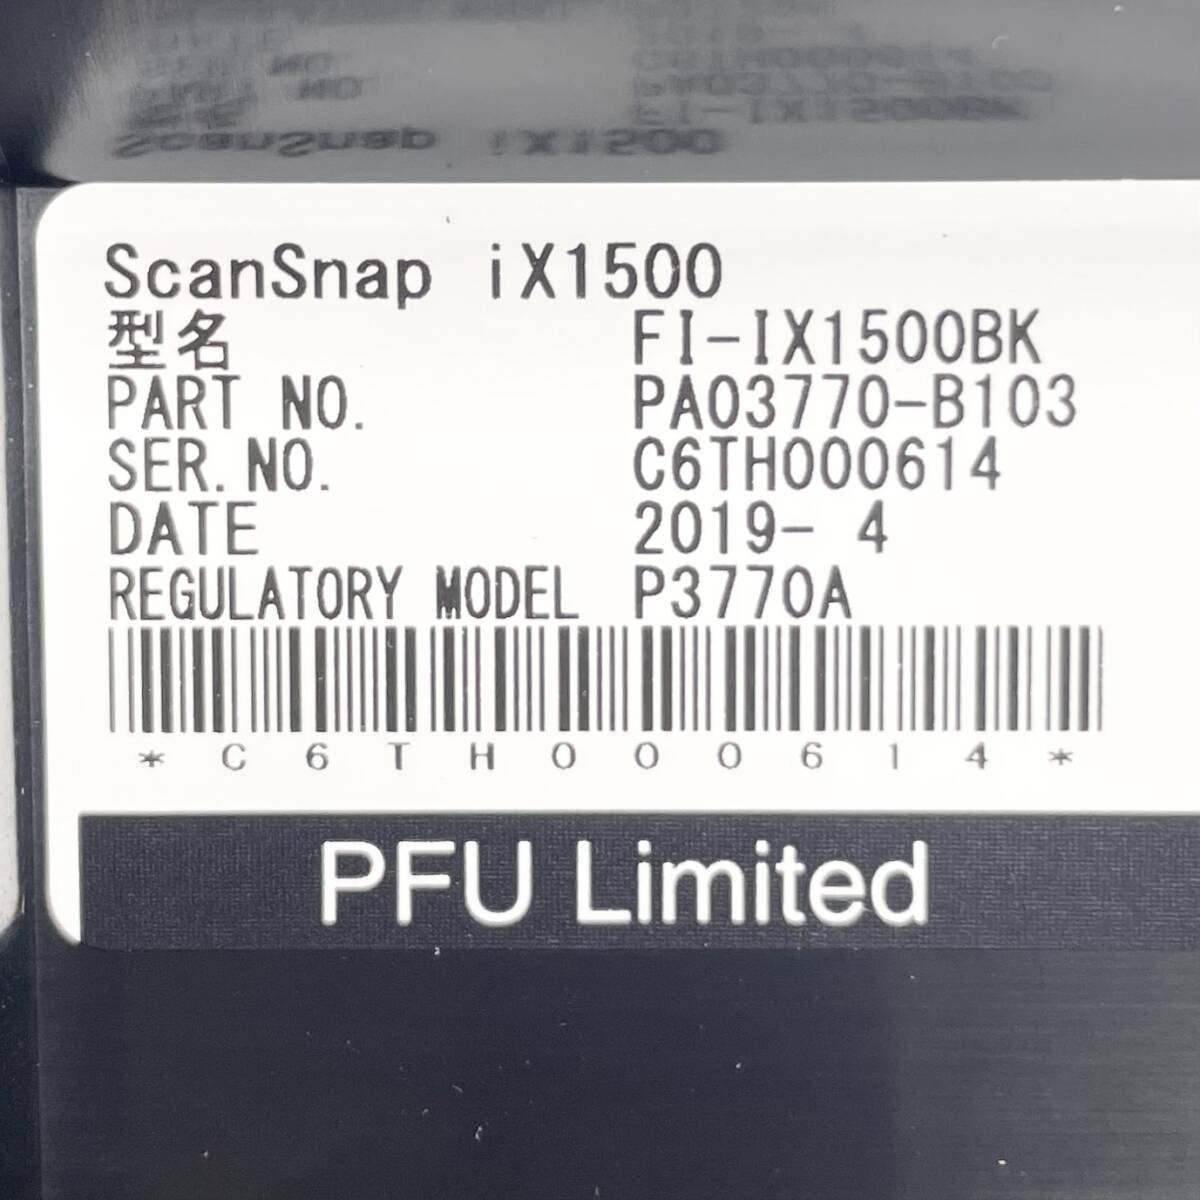 ScanSnap iX1500
型名 FI-IX1500BK
PART NO. PA03770-B103
SER.NO. C6TH000614
DATE 2019- 4
REGULATORY MODEL P3770A
*C6TH000614*
PFU Limited